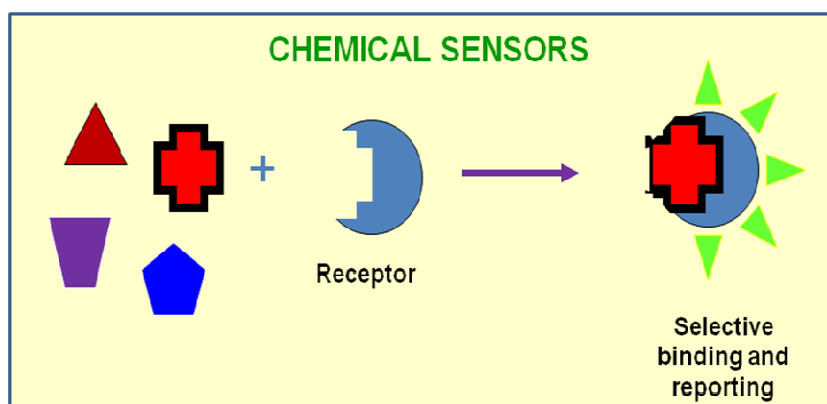 CHEMICAL SENSORS
+
Receptor
Selective
binding and
reporting